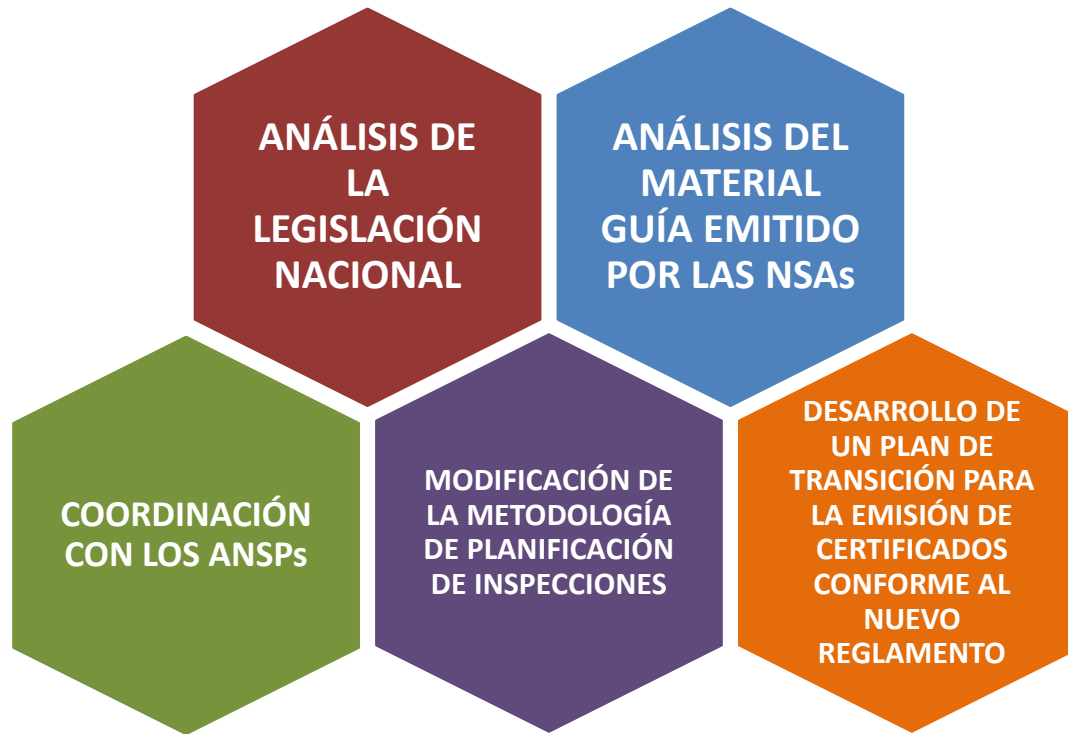 ANÁLISIS DE
LA
LEGISLACIÓN
NACIONAL
ANÁLISIS DEL
MATERIAL
GUÍA EMITIDO
POR LAS NSAs
COORDINACIÓN
CON LOS ANSPs
MODIFICACIÓN DE
LA METODOLOGÍA
DE PLANIFICACIÓN
DE INSPECCIONES
DESARROLLO DE
UN PLAN DE
TRANSICIÓN PARA
LA EMISIÓN DE
CERTIFICADOS
CONFORME AL
NUEVO
REGLAMENTO